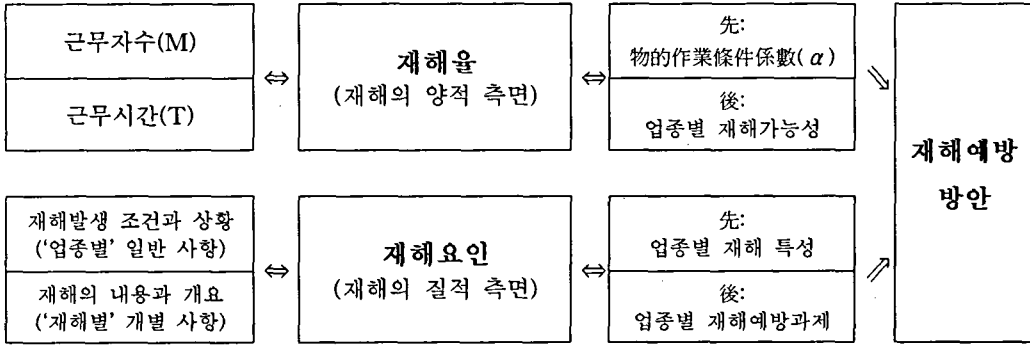 근무자수(M)
근무시간(T)
⇔
재해율
(재해의 양적 측면)
⇔
先:
物的作業條件係數(α)
後:
업종별 재해가능성
⇘
재해발생 조건과 상황
('업종별' 일반 사항)
재해의 내용과 개요
('재해별' 개별 사항)
⇔
재해요인
(재해의 질적 측면)
⇔
先:
업종별 재해 특성
後:
업종별 재해예방과제
⇗
재해예방
방안